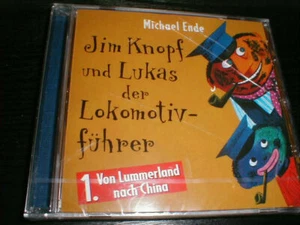 Michael Ende
Jim Knopf
und Lukas
der
Lokomotiv-
führer
1. Von Lummerland
nach China